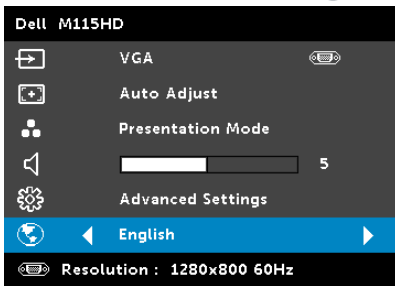 Dell M115HD
VGA
Auto Adjust
Presentation Mode
5
Advanced Settings
English
Resolution : 1280x800 60Hz